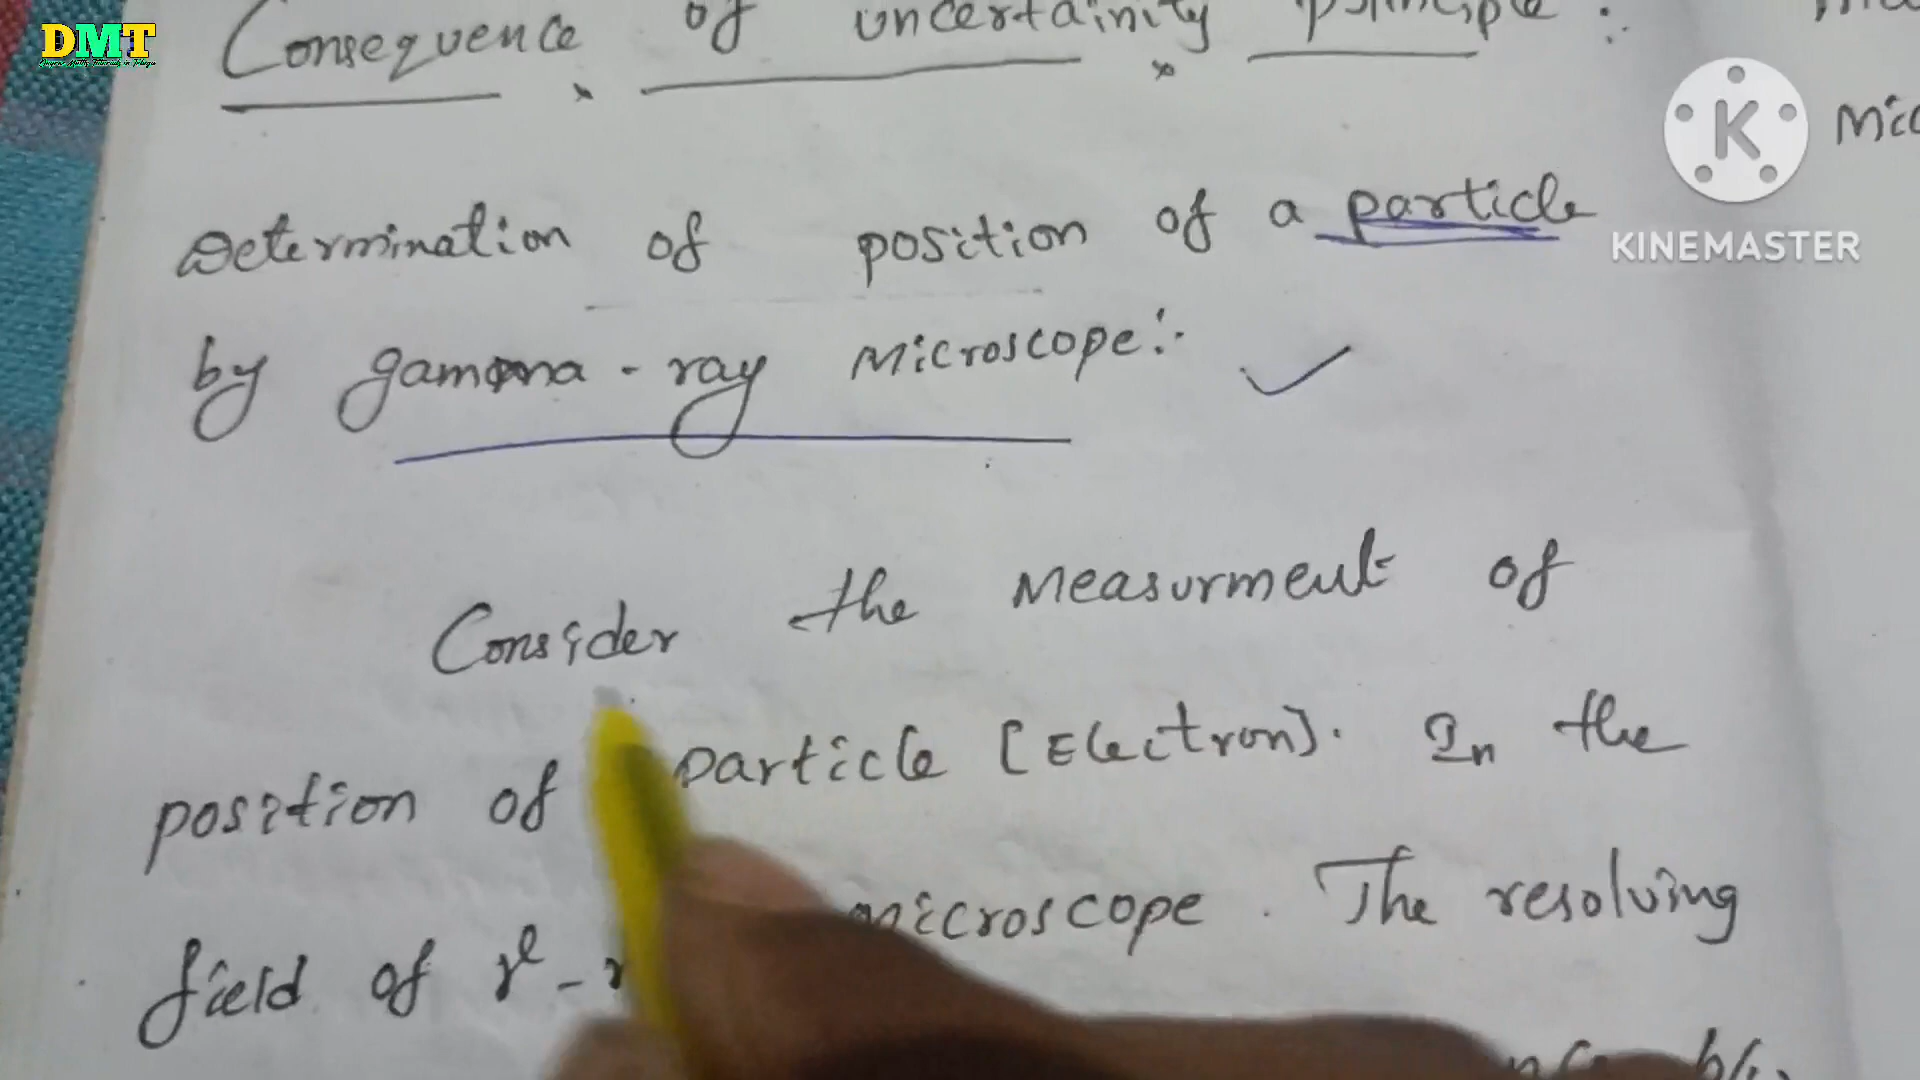 DMT
Consequence of uncertainity principle :
Determination of position of a particle
by gamma - ray Microscope :-
KINEMASTER
Consider the Measurment of
position of particle [Electron]. In the
field of microscope . The resolving